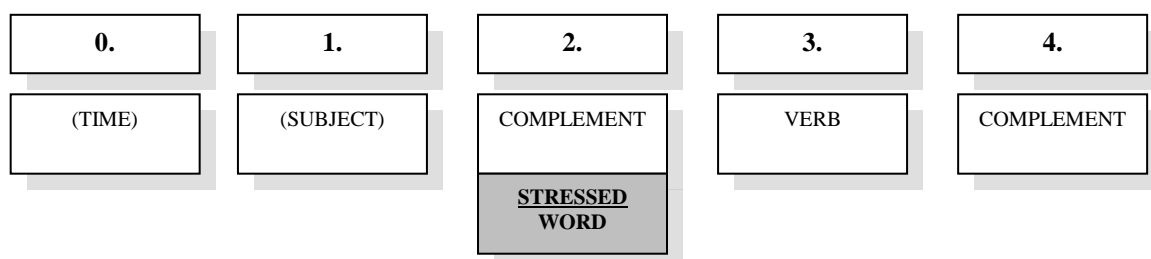 0. 1. 2. 3. 4.
(TIME) (SUBJECT) COMPLEMENT VERB COMPLEMENT
STRESSED
WORD